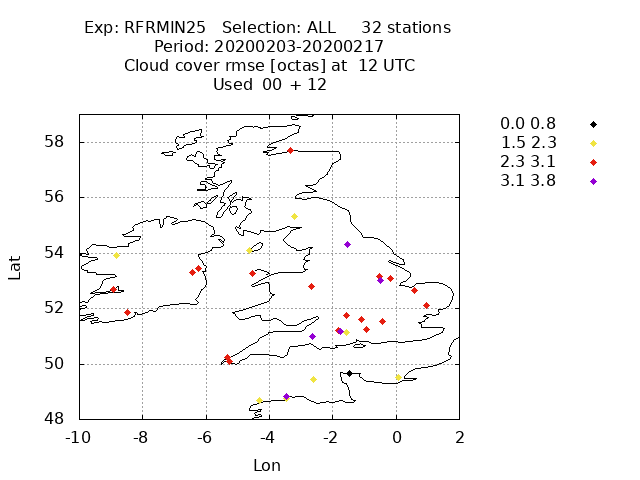 Exp: RFRMIN25 Selection: ALL 32 stations
Period: 20200203-20200217
Cloud cover rmse [octas] at 12 UTC
Used 00 + 12
0.0 0.8
1.5 2.3
2.3 3.1
3.1 3.8
58
56
54
52
50
48
Lat
-10 -8 -6 -4 -2 0 2
Lon